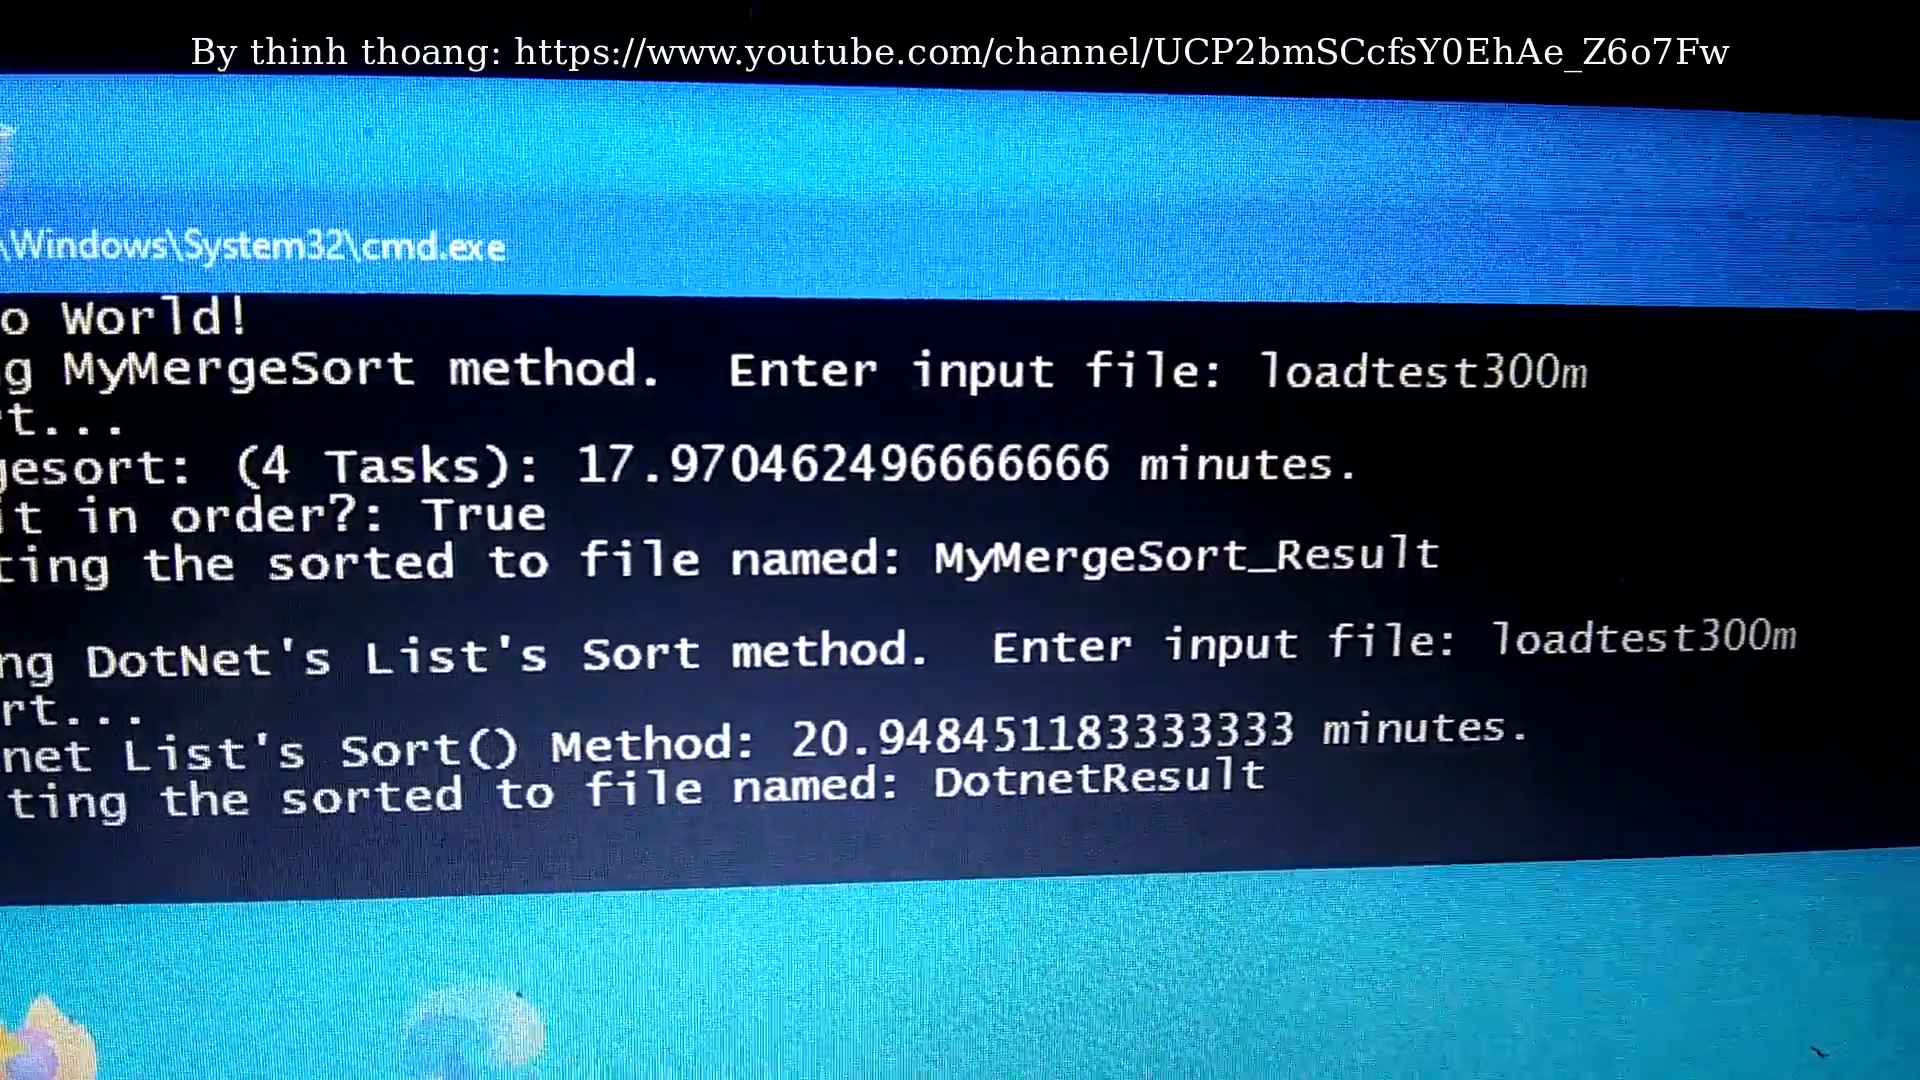 By thinh thoang: https://www.youtube.com/channel/UCP2bmSCcfsY0EhAe_Z6o7Fw
\Windows\System32\cmd.exe
o World!
g MyMergeSort method.  Enter input file: loadtest300m
rt...
gesort: (4 Tasks): 17.970462496666666 minutes.
it in order?: True
ting the sorted to file named: MyMergeSort_Result
ng DotNet's List's Sort method.  Enter input file: loadtest300m
rt...
net List's Sort() Method: 20.948451183333333 minutes.
ting the sorted to file named: DotnetResult